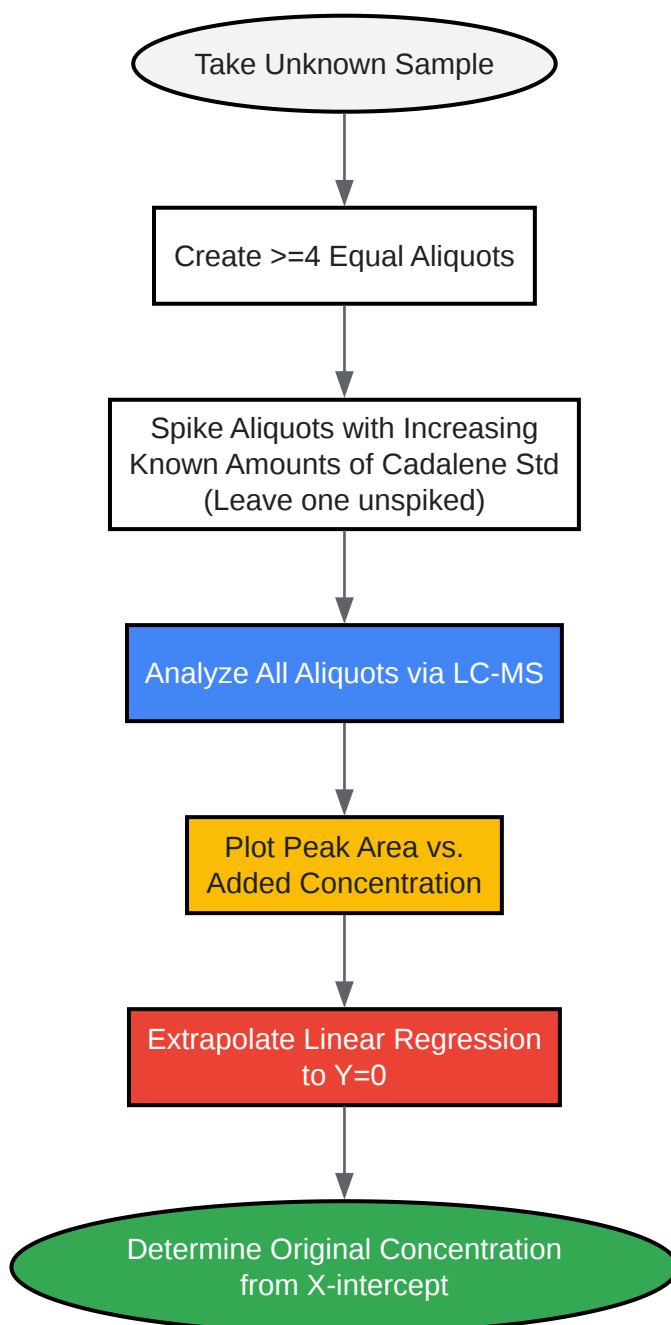 Take Unknown Sample
Create >=4 Equal Aliquots
Spike Aliquots with Increasing
Known Amounts of Cadalene Std
(Leave one unspiked)
Analyze All Aliquots via LC-MS
Plot Peak Area vs.
Added Concentration
Extrapolate Linear Regression
to Y=0
Determine Original Concentration
from X-intercept